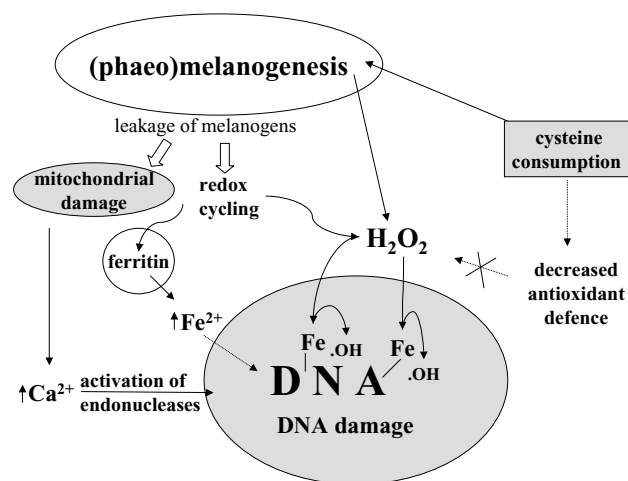 (phaeo)melanogenesis
leakage of melanogens
cysteine
consumption
mitochondrial
damage
redox
cycling
H₂O₂
ferritin
decreased
antioxidant
defence
↑Fe²⁺
Fe
.OH
Fe
.OH
D N A
↑Ca²⁺
activation of
endonucleases
DNA damage